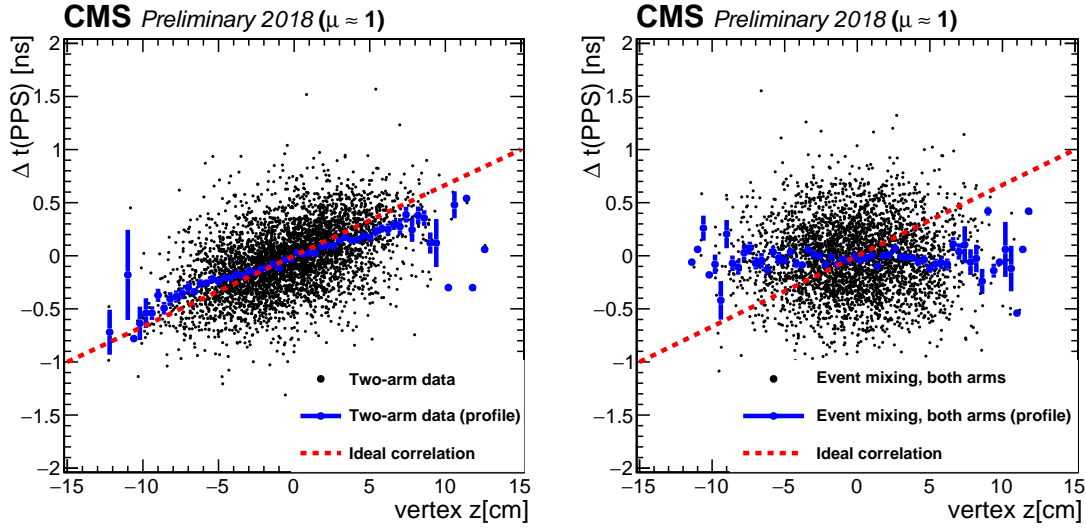 CMS Preliminary 2018 (μ ≈ 1)
Δ t(PPS) [ns]
2
1.5
1
0.5
0
−0.5
−1
−1.5
−2
Two-arm data
Two-arm data (profile)
Ideal correlation
−15 −10 −5 0 5 10 15
vertex z[cm]
CMS Preliminary 2018 (μ ≈ 1)
Δ t(PPS) [ns]
2
1.5
1
0.5
0
−0.5
−1
−1.5
−2
Event mixing, both arms
Event mixing, both arms (profile)
Ideal correlation
−15 −10 −5 0 5 10 15
vertex z[cm]